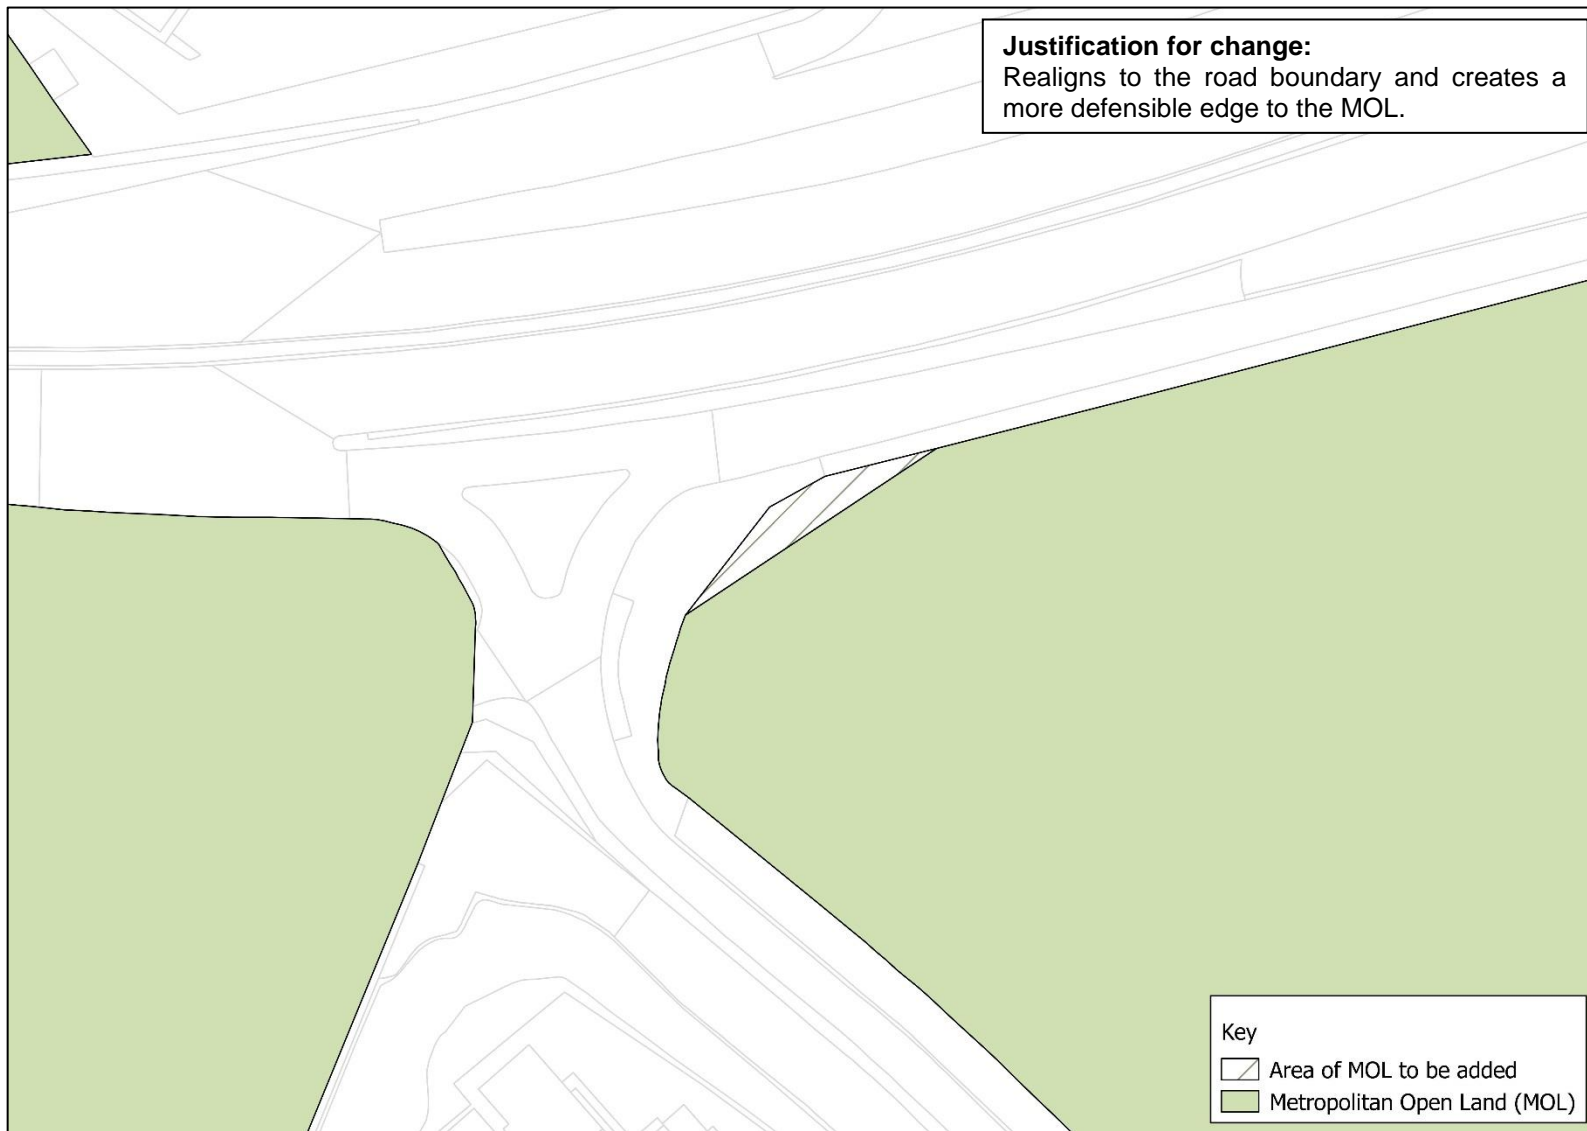 Justification for change:
Realigns to the road boundary and creates a
more defensible edge to the MOL.
Key
Area of MOL to be added
Metropolitan Open Land (MOL)